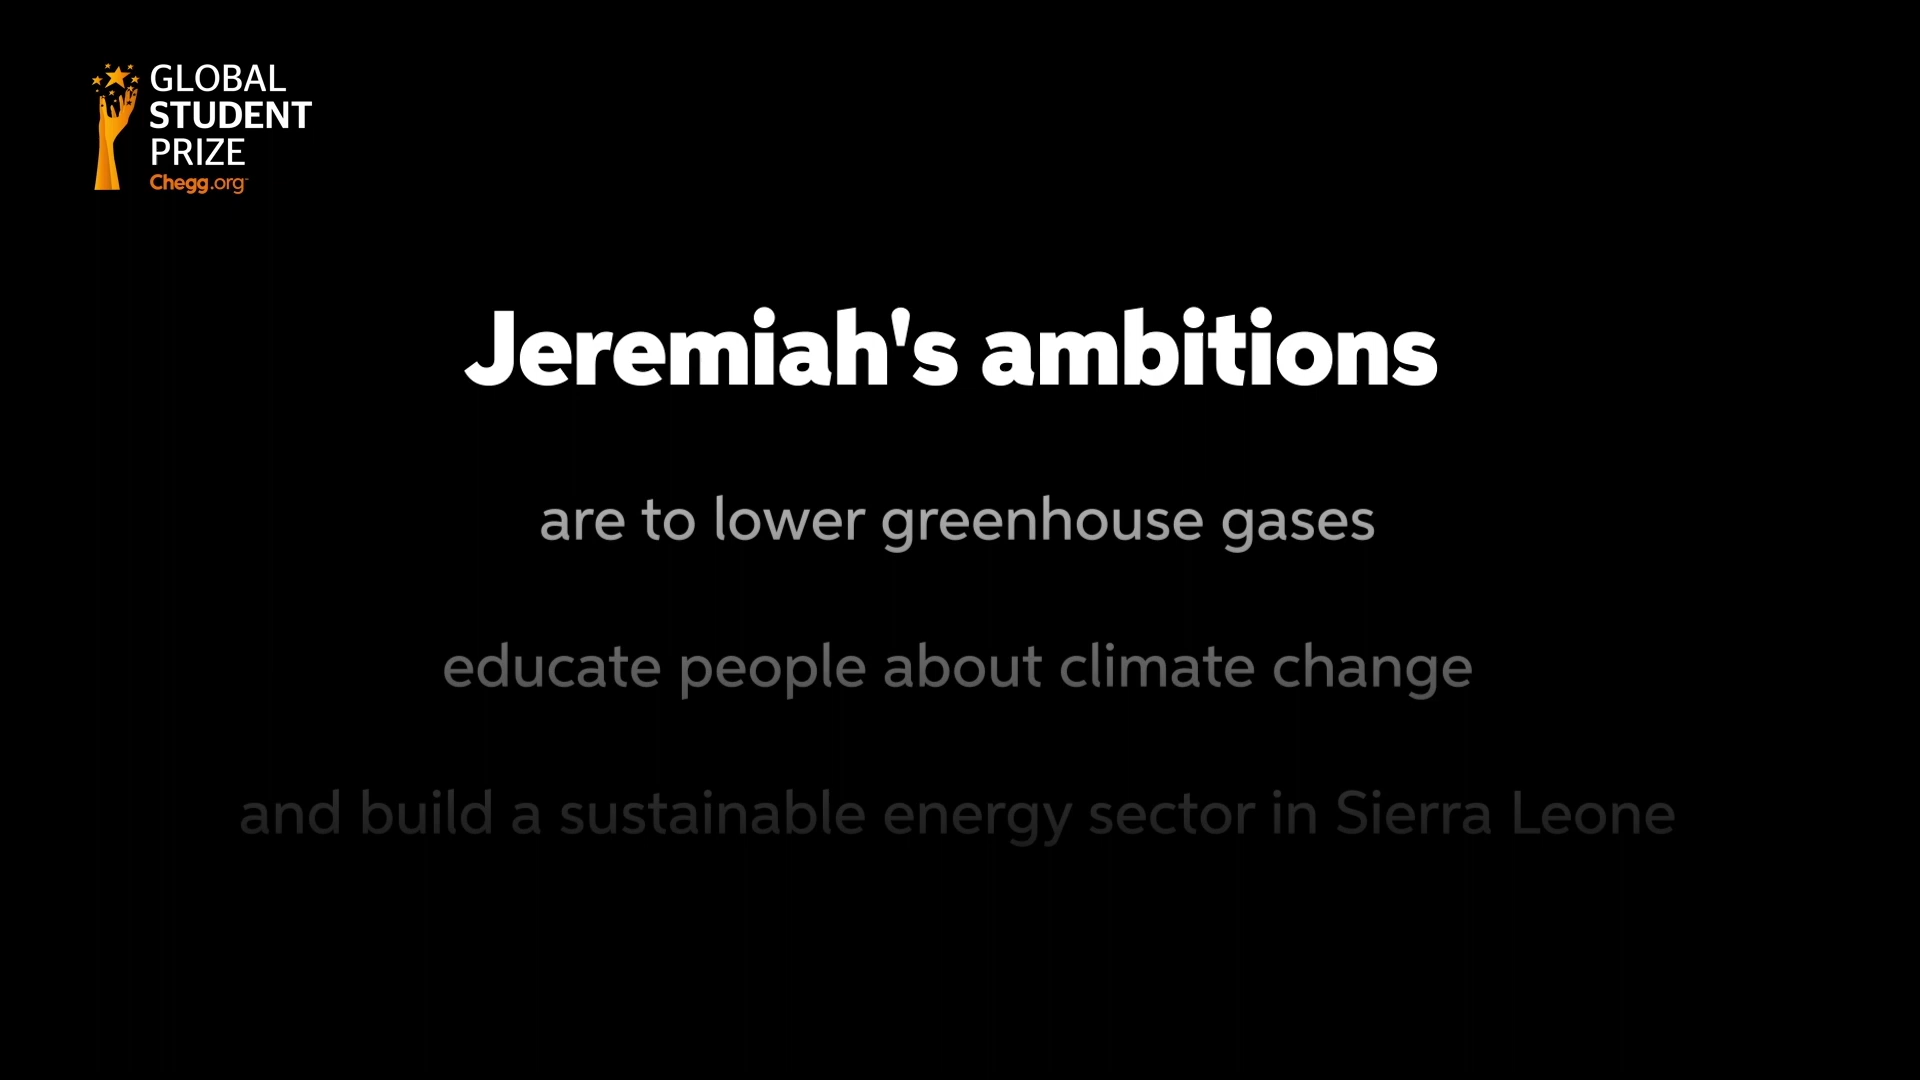 GLOBAL
STUDENT
PRIZE
Chegg.org
Jeremiah's ambitions
are to lower greenhouse gases
educate people about climate change
and build a sustainable energy sector in Sierra Leone